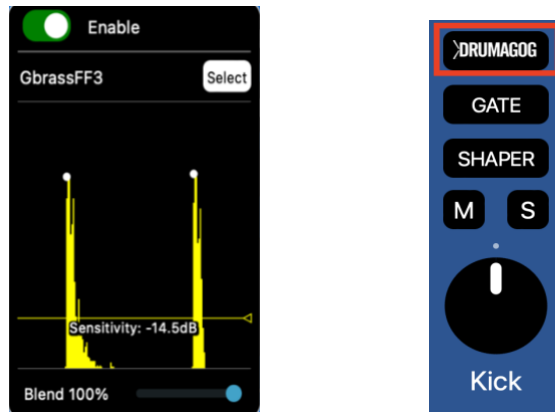 Enable
GbrassFF3 Select
Sensitivity: -14.5dB
Blend 100%
DRUMAGOG
GATE
SHAPER
M S
Kick